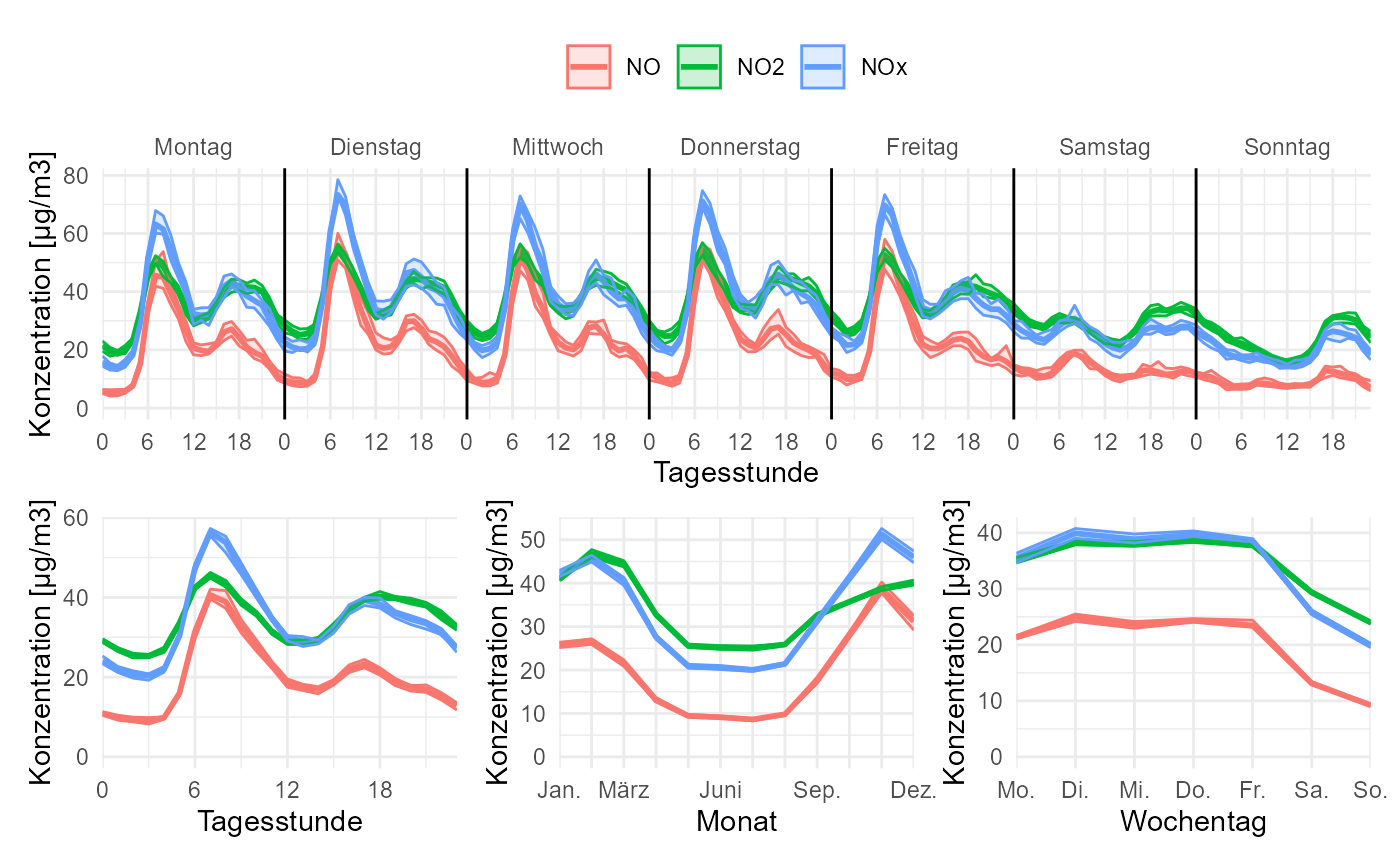 NO NO2 NOx
Montag Dienstag Mittwoch Donnerstag Freitag Samstag Sonntag
Konzentration [µg/m3]
80
60
40
20
0
0 6 12 18 0 6 12 18 0 6 12 18 0 6 12 18 0 6 12 18 0 6 12 18 0 6 12 18
Tagesstunde
Konzentration [µg/m3]
60
40
20
0
0 6 12 18
Tagesstunde
Konzentration [µg/m3]
50
40
30
20
10
0
Jan. März Juni Sep. Dez.
Monat
Konzentration [µg/m3]
40
30
20
10
0
Mo. Di. Mi. Do. Fr. Sa. So.
Wochentag